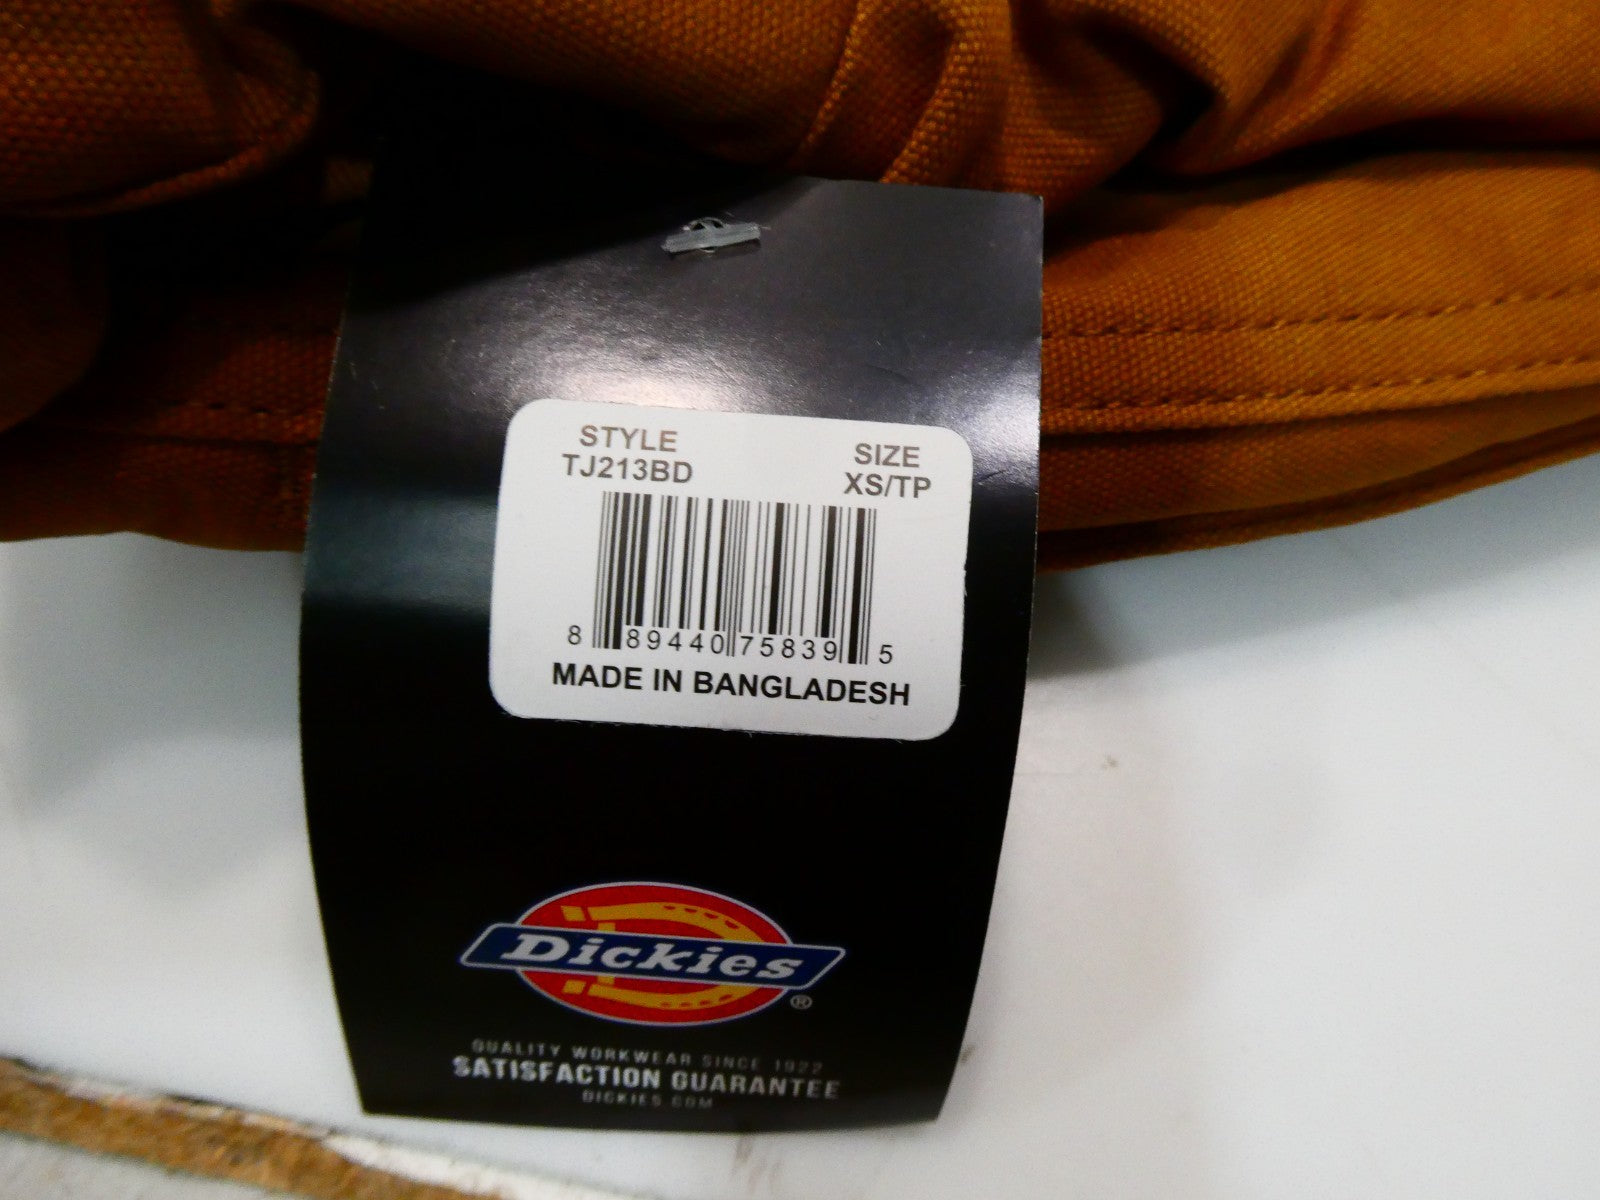 STYLE SIZE
TJ213BD XS/TP
8 89440 75839 5
MADE IN BANGLADESH
Dickies ®
QUALITY WORKWEAR SINCE 1922
SATISFACTION GUARANTEE
DICKIES.COM